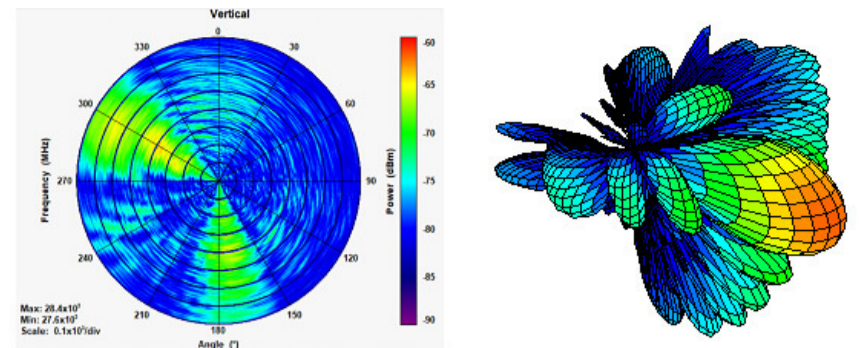 Vertical
0
330
30
300
60
270
90
240
120
210
150
180
Frequency (MHz)
Angle (°)
Max: 28.4x10³
Min: 27.6x10³
Scale: 0.1x10³/div
Power (dBm)
-60
-65
-70
-75
-80
-85
-90